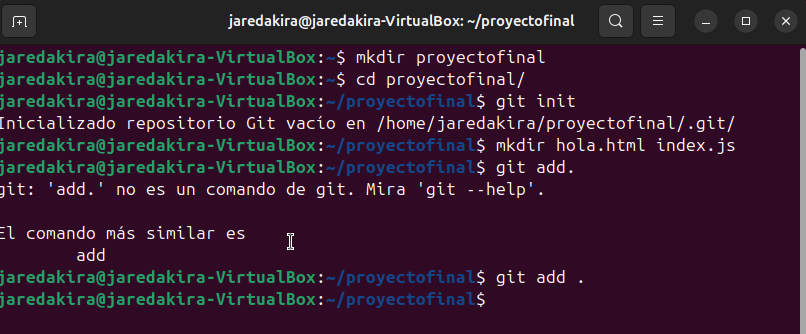 jaredakira@jaredakira-VirtualBox: ~/proyectofinal
jaredakira@jaredakira-VirtualBox:~$ mkdir proyectofinal
jaredakira@jaredakira-VirtualBox:~$ cd proyectofinal/
jaredakira@jaredakira-VirtualBox:~/proyectofinal$ git init
Inicializado repositorio Git vacío en /home/jaredakira/proyectofinal/.git/
jaredakira@jaredakira-VirtualBox:~/proyectofinal$ mkdir hola.html index.js
jaredakira@jaredakira-VirtualBox:~/proyectofinal$ git add.
git: 'add.' no es un comando de git. Mira 'git --help'.
El comando más similar es
add
jaredakira@jaredakira-VirtualBox:~/proyectofinal$ git add .
jaredakira@jaredakira-VirtualBox:~/proyectofinal$